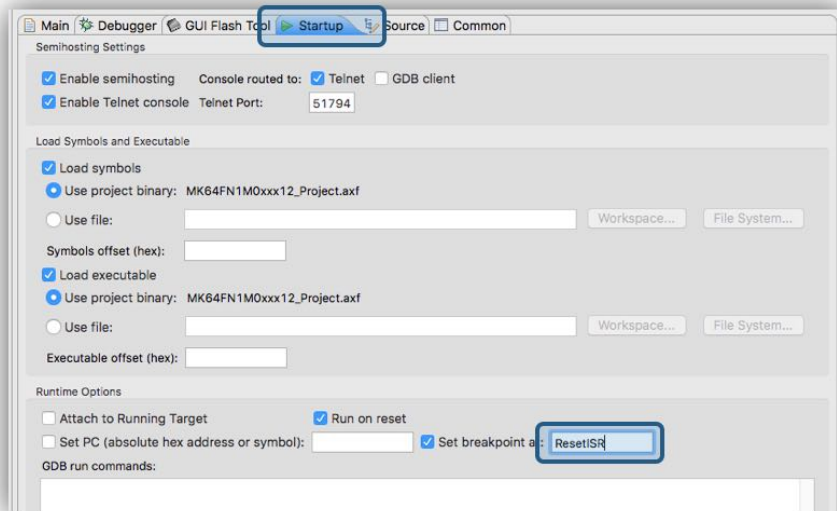 Main Debugger GUI Flash Tool Startup Source Common
Semihosting Settings
Enable semihosting Console routed to: Telnet GDB client
Enable Telnet console Telnet Port: 51794
Load Symbols and Executable
Load symbols
Use project binary: MK64FN1M0xxx12_Project.axf
Use file: Workspace... File System...
Symbols offset (hex):
Load executable
Use project binary: MK64FN1M0xxx12_Project.axf
Use file: Workspace... File System...
Executable offset (hex):
Runtime Options
Attach to Running Target Run on reset
Set PC (absolute hex address or symbol): Set breakpoint at: ResetISR
GDB run commands: